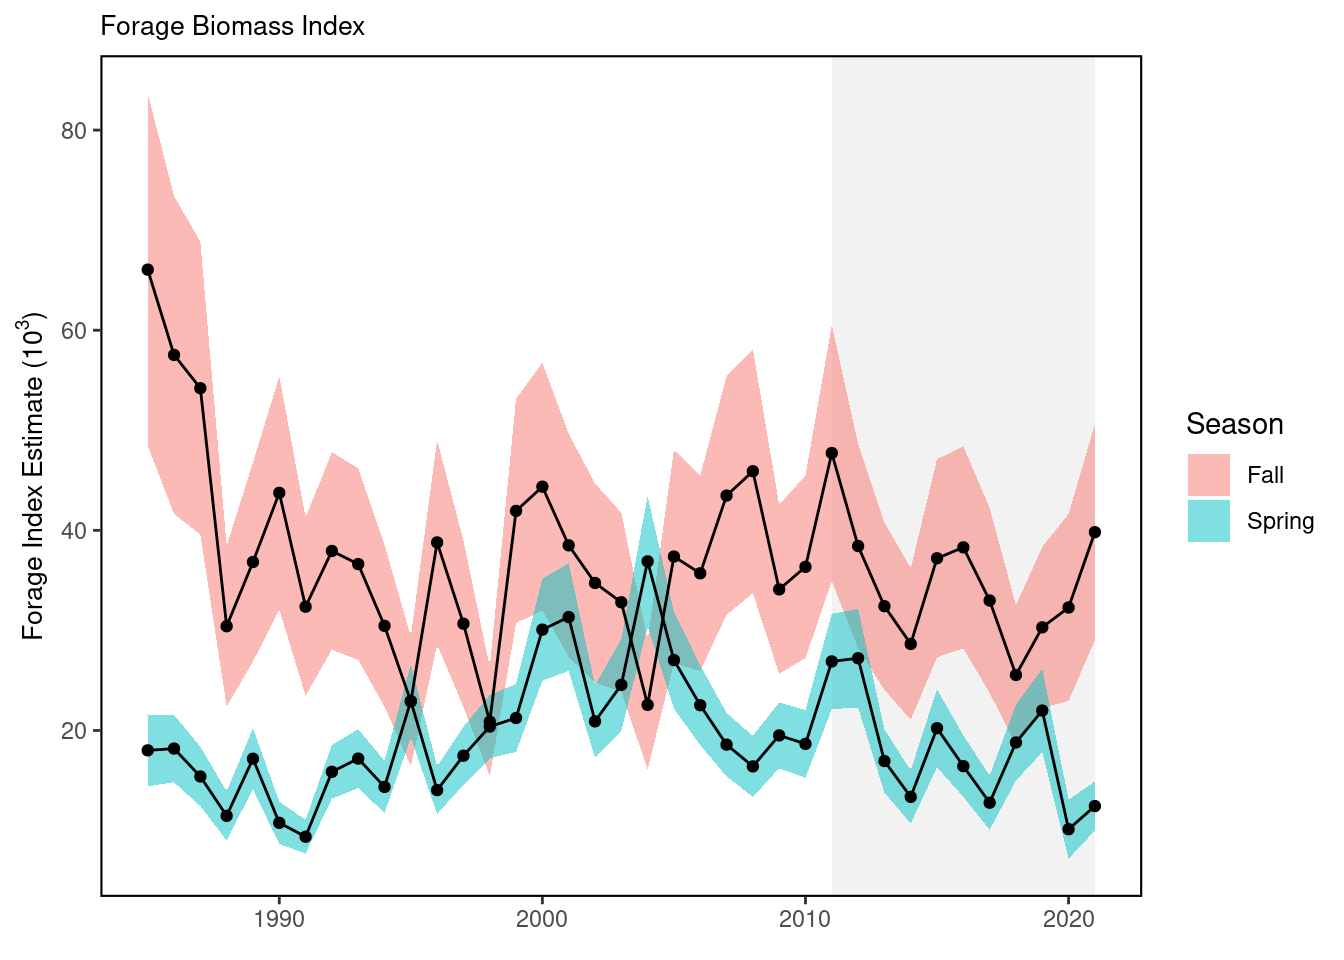 Forage Biomass Index
Forage Index Estimate (10³)
80
60
40
20
1990
2000
2010
2020
Season
Fall
Spring